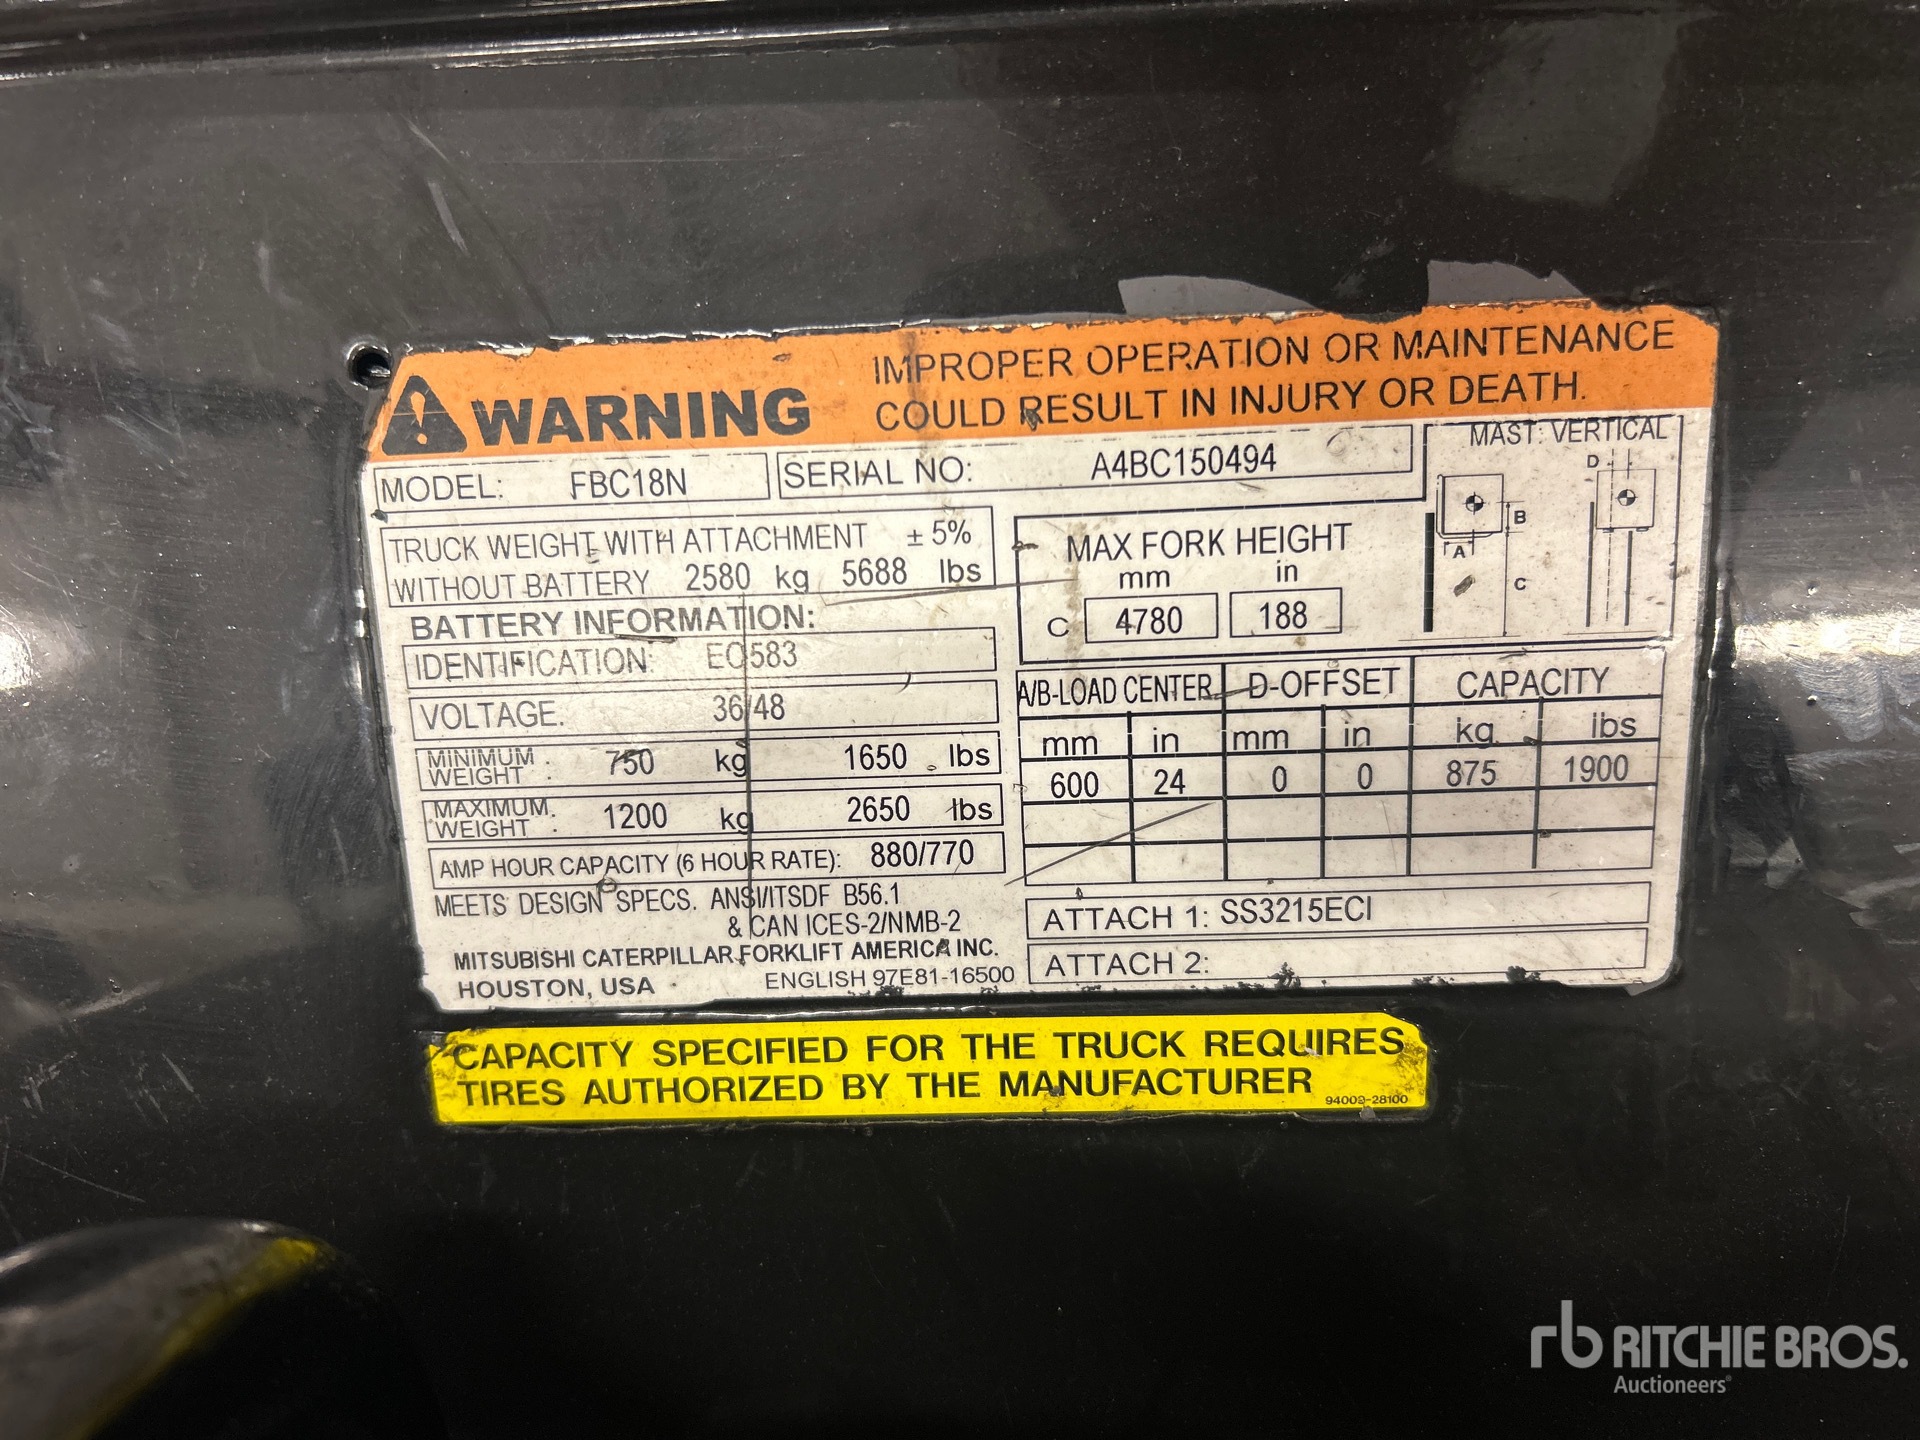 WARNING
IMPROPER OPERATION OR MAINTENANCE
COULD RESULT IN INJURY OR DEATH.
MODEL: FBC18N
SERIAL NO: A4BC150494
TRUCK WEIGHT WITH ATTACHMENT ± 5%
WITHOUT BATTERY 2580 kg 5688 lbs
BATTERY INFORMATION:
IDENTIFICATION: EC583
VOLTAGE. 36/48
MINIMUM WEIGHT : 750 kg 1650 lbs
MAXIMUM WEIGHT : 1200 kg 2650 lbs
AMP HOUR CAPACITY (6 HOUR RATE): 880/770
MEETS DESIGN SPECS. ANSI/ITSDF B56.1
& CAN ICES-2/NMB-2
MITSUBISHI CATERPILLAR FORKLIFT AMERICA INC.
HOUSTON, USA ENGLISH 97E81-16500
MAST: VERTICAL
D
B
A
C
MAX FORK HEIGHT
mm in
C 4780 188
A/B-LOAD CENTER D-OFFSET CAPACITY
mm in mm in kg lbs
600 24 0 0 875 1900
ATTACH 1: SS3215ECI
ATTACH 2:
CAPACITY SPECIFIED FOR THE TRUCK REQUIRES
TIRES AUTHORIZED BY THE MANUFACTURER
94009-28100
rb RITCHIE BROS.
Auctioneers